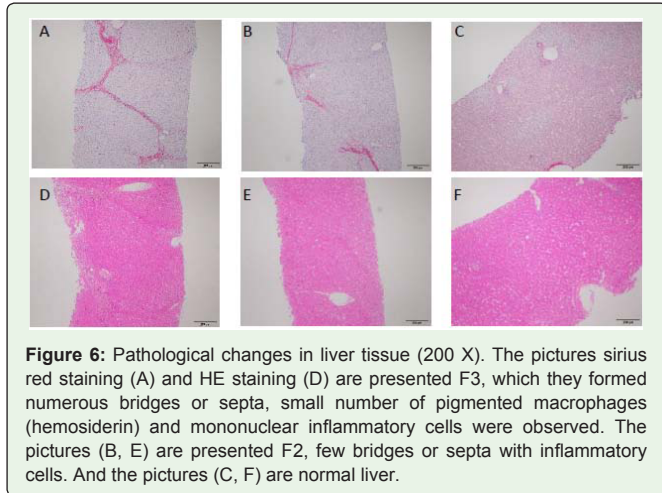 A
B
C
D
E
F
Figure 6: Pathological changes in liver tissue (200 X). The pictures sirius
red staining (A) and HE staining (D) are presented F3, which they formed
numerous bridges or septa, small number of pigmented macrophages
(hemosiderin) and mononuclear inflammatory cells were observed. The
pictures (B, E) are presented F2, few bridges or septa with inflammatory
cells. And the pictures (C, F) are normal liver.